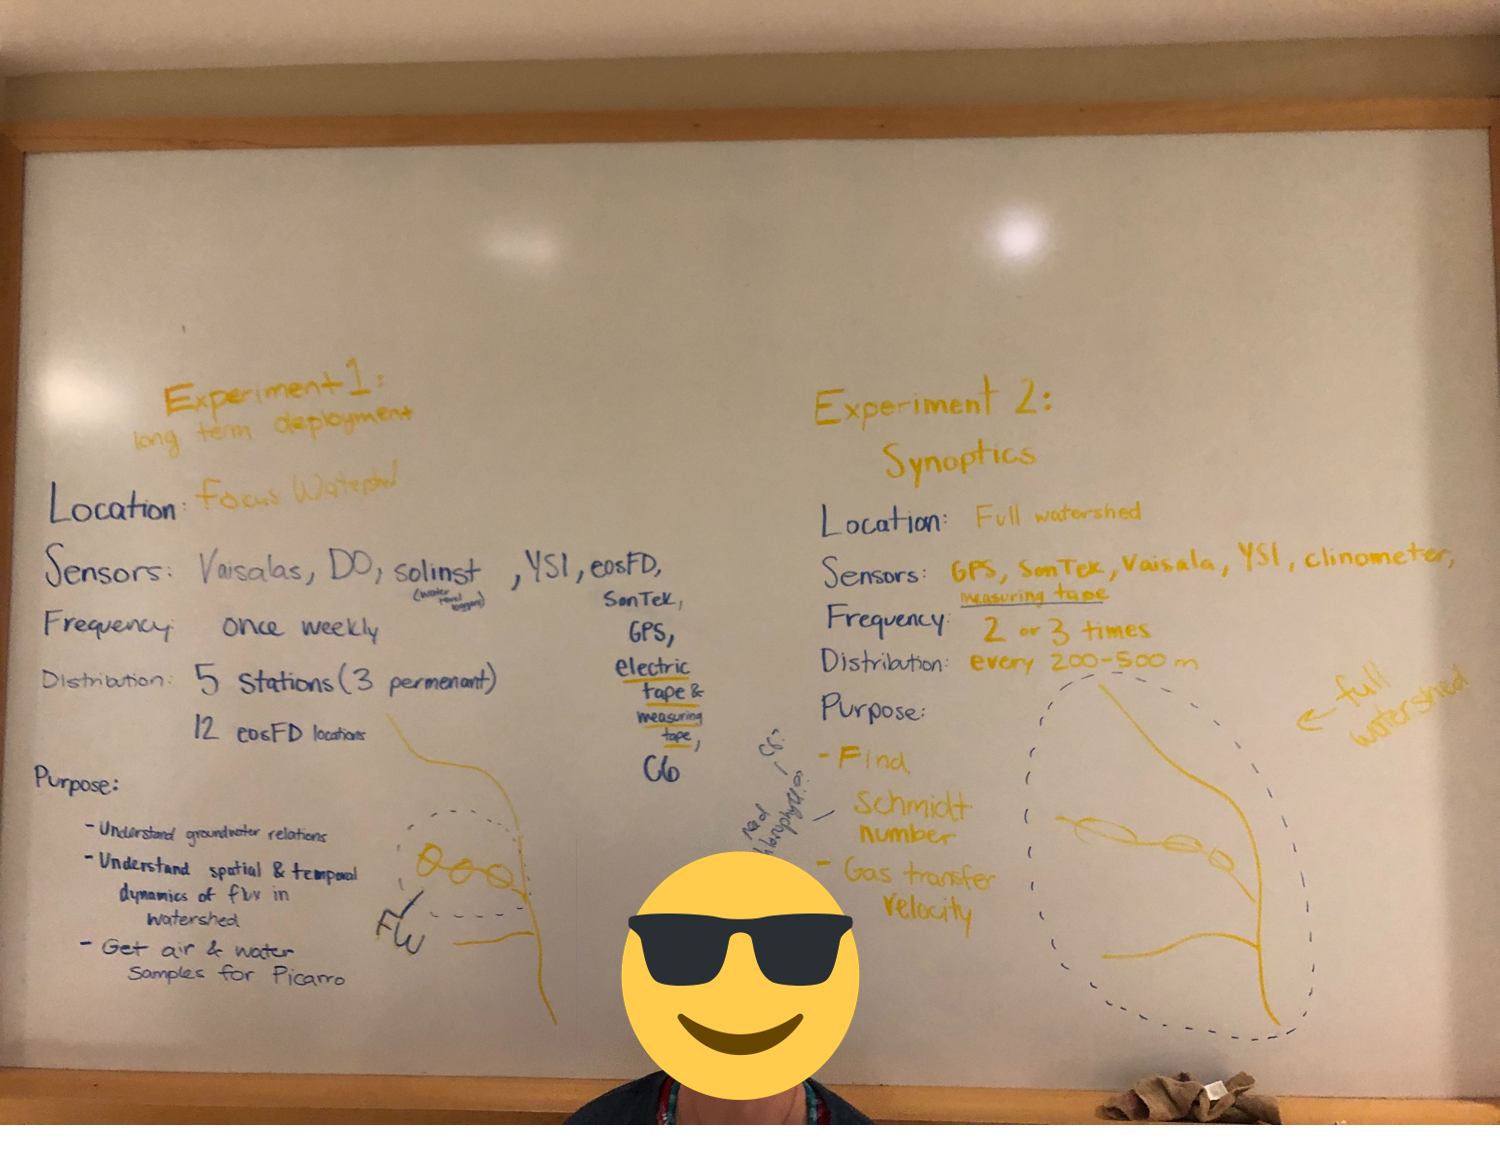 Experiment 1:
long term deployment
Location: Focus Watershed
Sensors: Vaisalas, DO, solinst, YSI, eosFD,
(water level loggers)
SonTek,
GPS,
electric
tape &
measuring
tape,
C6
Frequency: once weekly
Distribution: 5 stations (3 permenant)
12 eosFD locations
Purpose:
- Understand groundwater relations
- Understand spatial & temporal
dynamics of flux in
watershed
- Get air & water
samples for Picarro
FW
Experiment 2:
Synoptics
Location: Full watershed
Sensors: GPS, SonTek, Vaisala, YSI, clinometer,
measuring tape
Frequency: 2 or 3 times
Distribution: every 200-500 m
Purpose:
- Find
schmidt
number
- Gas transfer
velocity
← full
watershed
C6: